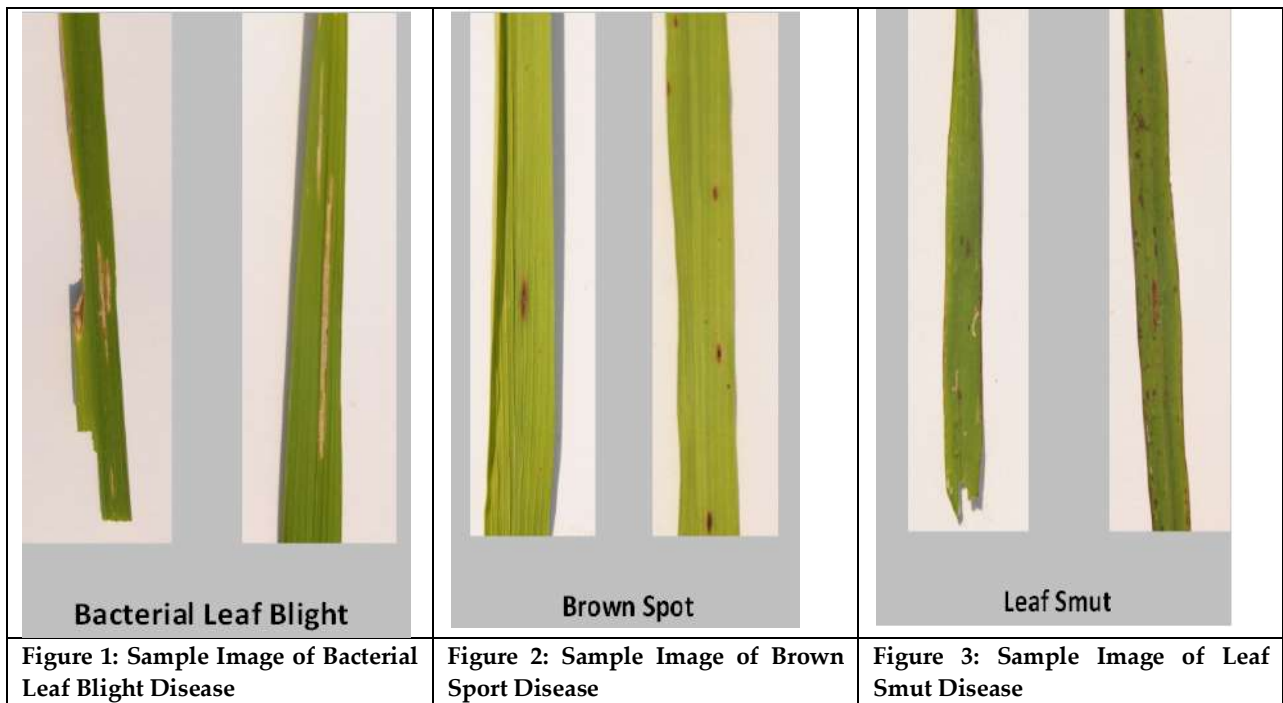 Bacterial Leaf Blight
Brown Spot
Leaf Smut
Figure 1: Sample Image of Bacterial
Leaf Blight Disease
Figure 2: Sample Image of Brown
Sport Disease
Figure 3: Sample Image of Leaf
Smut Disease